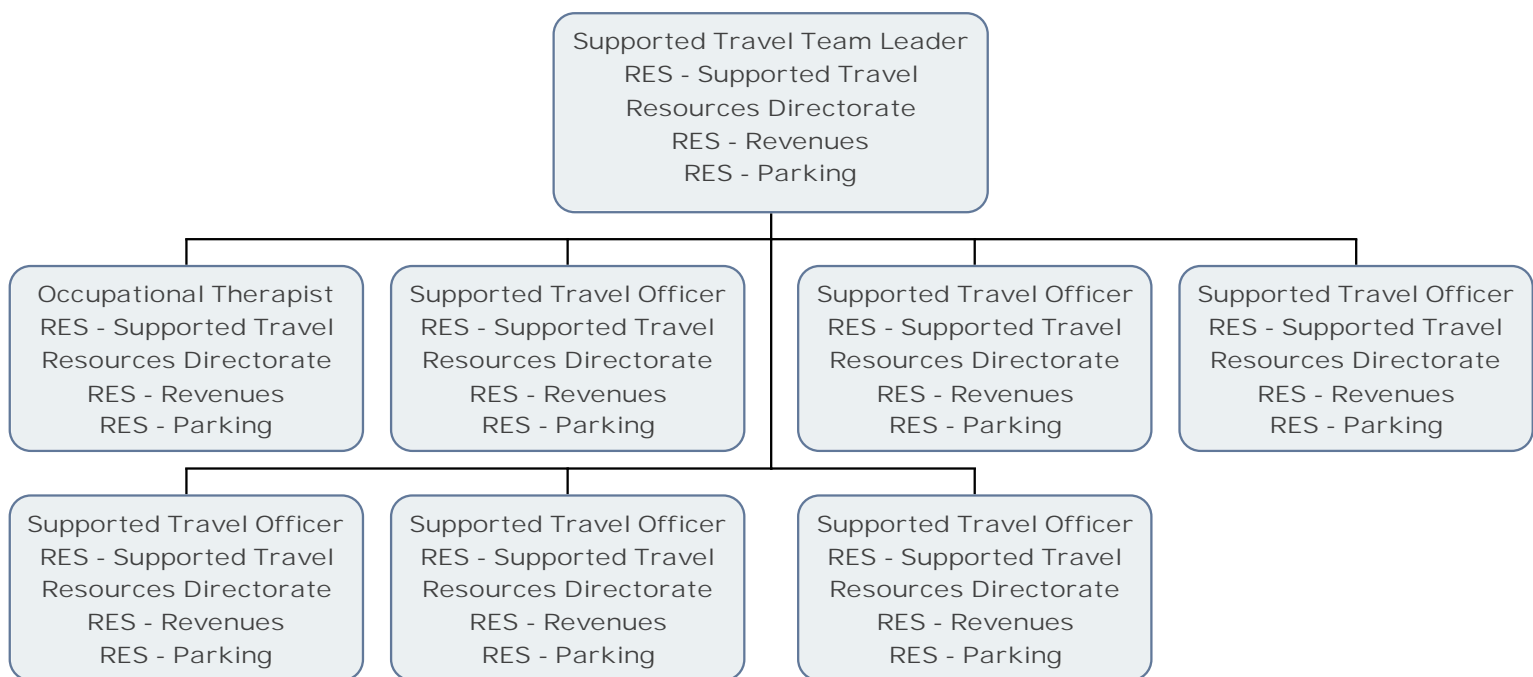 Supported Travel Team Leader
RES - Supported Travel
Resources Directorate
RES - Revenues
RES - Parking
Occupational Therapist
RES - Supported Travel
Resources Directorate
RES - Revenues
RES - Parking
Supported Travel Officer
RES - Supported Travel
Resources Directorate
RES - Revenues
RES - Parking
Supported Travel Officer
RES - Supported Travel
Resources Directorate
RES - Revenues
RES - Parking
Supported Travel Officer
RES - Supported Travel
Resources Directorate
RES - Revenues
RES - Parking
Supported Travel Officer
RES - Supported Travel
Resources Directorate
RES - Revenues
RES - Parking
Supported Travel Officer
RES - Supported Travel
Resources Directorate
RES - Revenues
RES - Parking
Supported Travel Officer
RES - Supported Travel
Resources Directorate
RES - Revenues
RES - Parking